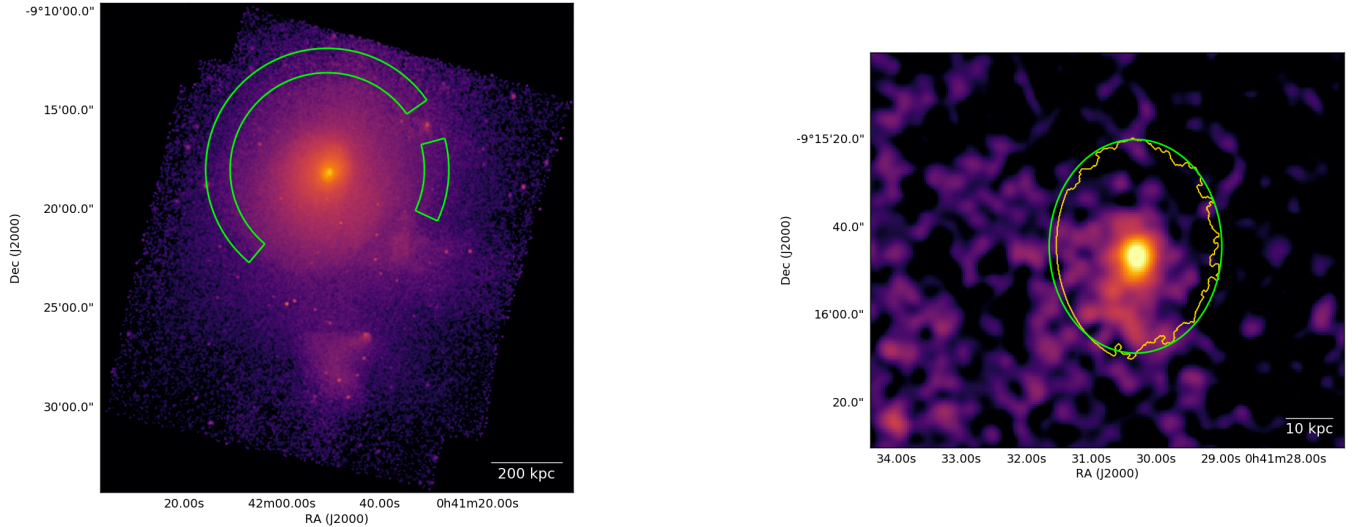 -9°10'00.0"
15'00.0"
20'00.0"
25'00.0"
30'00.0"
Dec (J2000)
200 kpc
20.00s 42m00.00s 40.00s 0h41m20.00s
RA (J2000)
-9°15'20.0"
40.0"
16'00.0"
20.0"
Dec (J2000)
10 kpc
34.00s 33.00s 32.00s 31.00s 30.00s 29.00s 0h41m28.00s
RA (J2000)